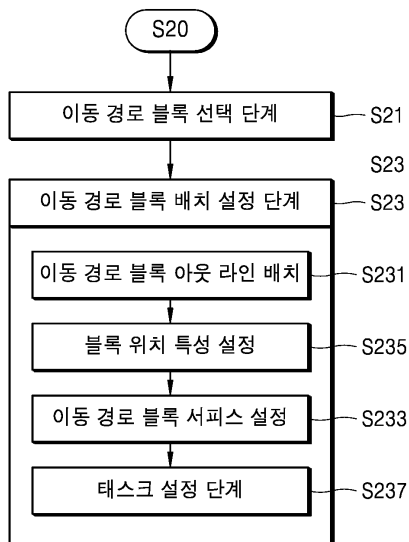 S20
이동 경로 블록 선택 단계
S21
S23
이동 경로 블록 배치 설정 단계
S23
이동 경로 블록 아웃 라인 배치
S231
블록 위치 특성 설정
S235
이동 경로 블록 서피스 설정
S233
태스크 설정 단계
S237